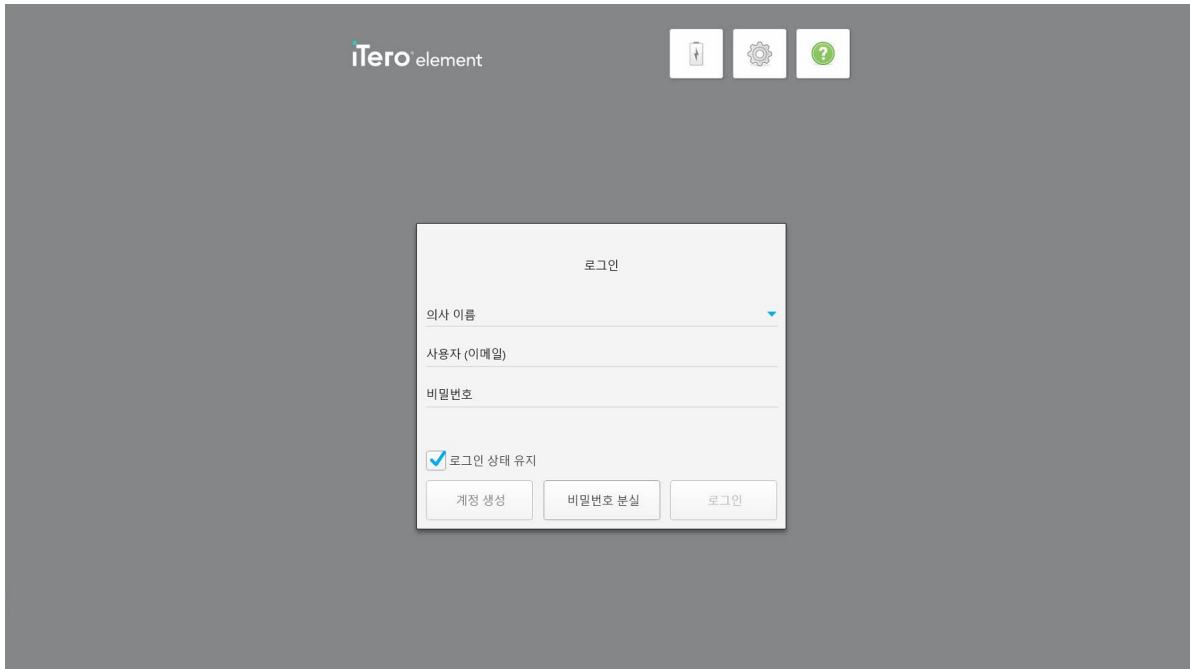 iTero element
로그인
의사 이름
사용자 (이메일)
비밀번호
로그인 상태 유지
계정 생성 비밀번호 분실 로그인